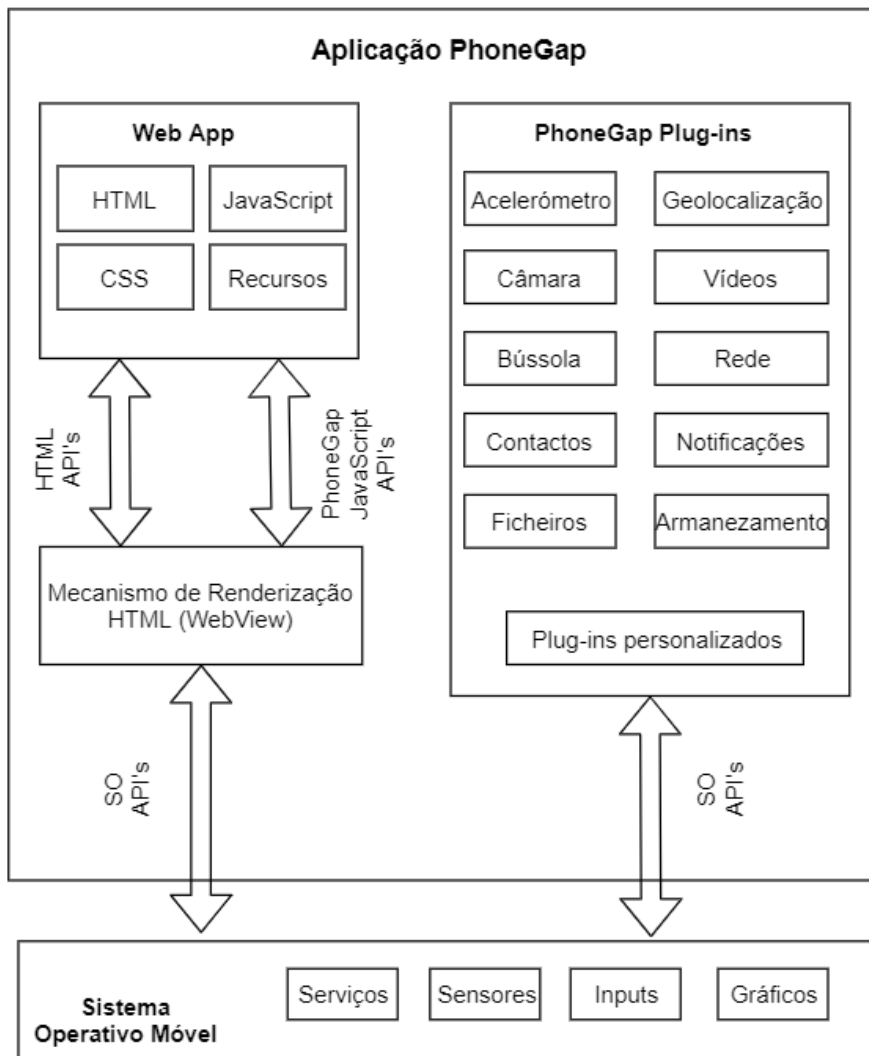 Aplicação PhoneGap
Web App
HTML
JavaScript
CSS
Recursos
PhoneGap Plug-ins
Acelerómetro
Geolocalização
Câmara
Vídeos
Bússola
Rede
Contactos
Notificações
Ficheiros
Armanezamento
Plug-ins personalizados
HTML
API's
PhoneGap
JavaScript
API's
Mecanismo de Renderização
HTML (WebView)
SO
API's
SO
API's
Sistema
Operativo Móvel
Serviços
Sensores
Inputs
Gráficos